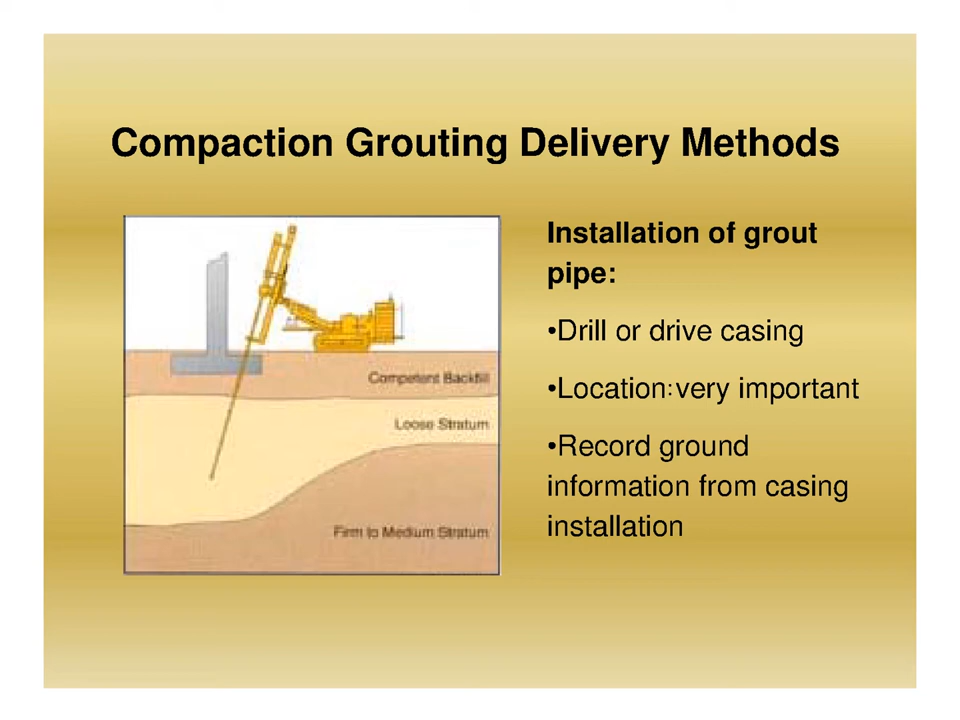 Compaction Grouting Delivery Methods
Competent Backfill
Loose Stratum
Firm to Medium Stratum
Installation of grout
pipe:
•Drill or drive casing
•Location:very important
•Record ground
information from casing
installation